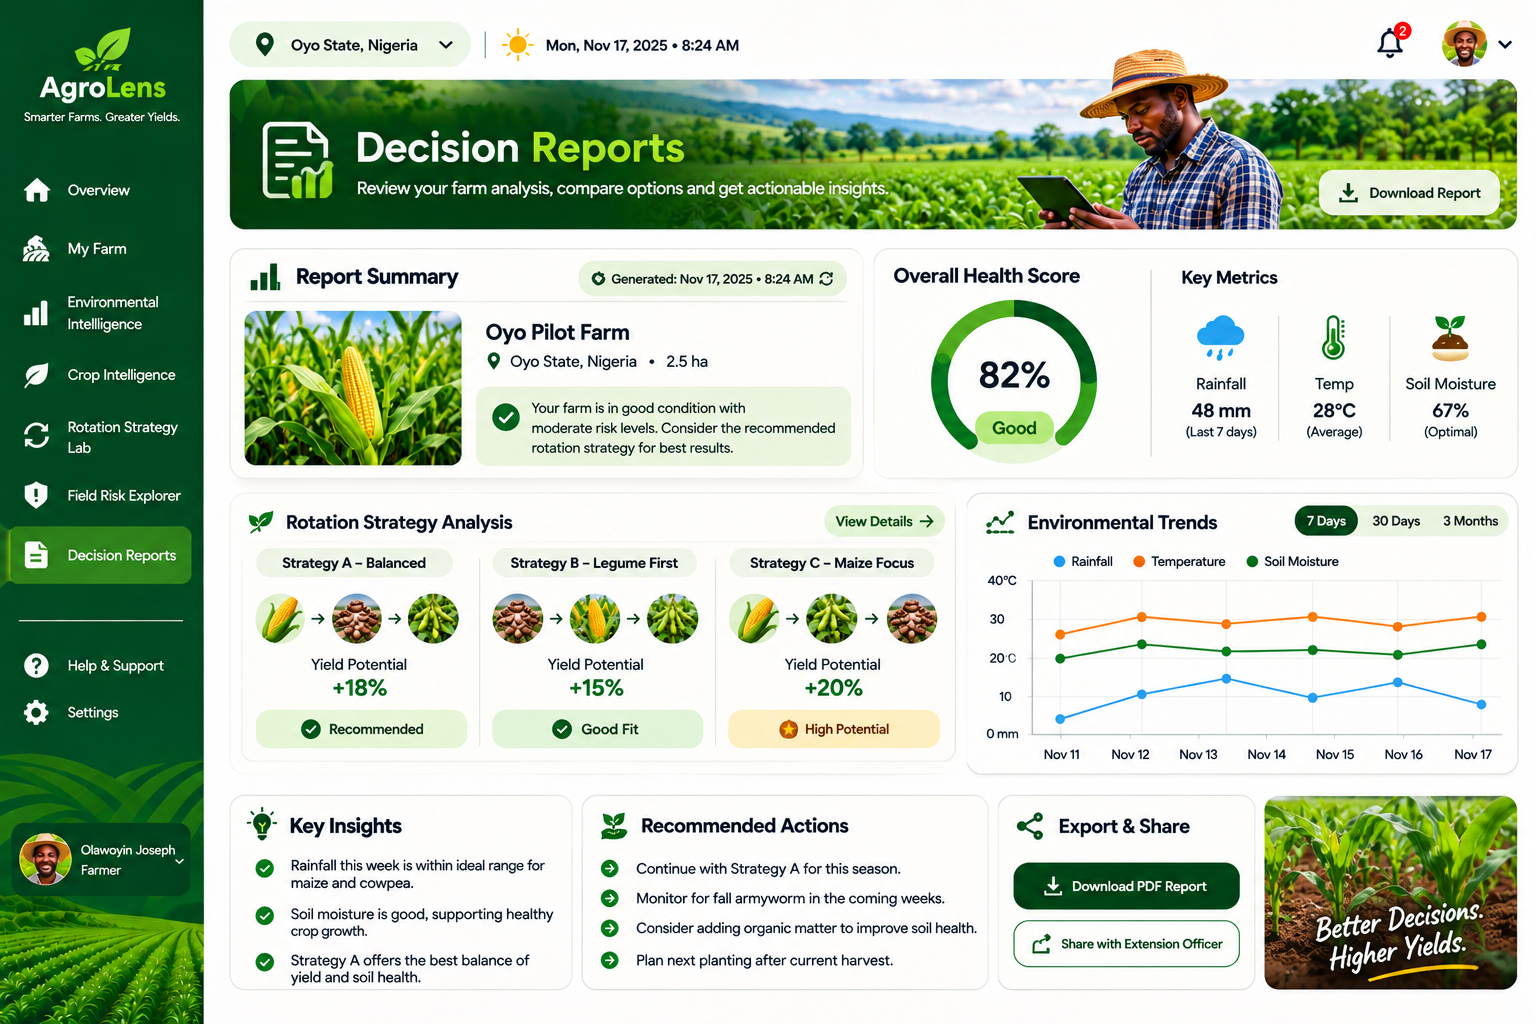 AgroLens
Smarter Farms. Greater Yields.
Overview
My Farm
Environmental
Intellligence
Crop Intelligence
Rotation Strategy
Lab
Field Risk Explorer
Decision Reports
Help & Support
Settings
Olawoyin Joseph
Farmer
Oyo State, Nigeria
Mon, Nov 17, 2025 • 8:24 AM
2
Decision Reports
Review your farm analysis, compare options and get actionable insights.
Download Report
Report Summary
Generated: Nov 17, 2025 • 8:24 AM
Oyo Pilot Farm
Oyo State, Nigeria • 2.5 ha
Your farm is in good condition with
moderate risk levels. Consider the recommended
rotation strategy for best results.
Overall Health Score
82%
Good
Key Metrics
Rainfall
48 mm
(Last 7 days)
Temp
28°C
(Average)
Soil Moisture
67%
(Optimal)
Rotation Strategy Analysis
View Details →
Strategy A – Balanced
Yield Potential
+18%
Recommended
Strategy B – Legume First
Yield Potential
+15%
Good Fit
Strategy C – Maize Focus
Yield Potential
+20%
High Potential
Environmental Trends
7 Days 30 Days 3 Months
Rainfall Temperature Soil Moisture
40°C
30
20°C
10
0 mm
Nov 11 Nov 12 Nov 13 Nov 14 Nov 15 Nov 16 Nov 17
Key Insights
Rainfall this week is within ideal range for
maize and cowpea.
Soil moisture is good, supporting healthy
crop growth.
Strategy A offers the best balance of
yield and soil health.
Recommended Actions
Continue with Strategy A for this season.
Monitor for fall armyworm in the coming weeks.
Consider adding organic matter to improve soil health.
Plan next planting after current harvest.
Export & Share
Download PDF Report
Share with Extension Officer
Better Decisions.
Higher Yields.